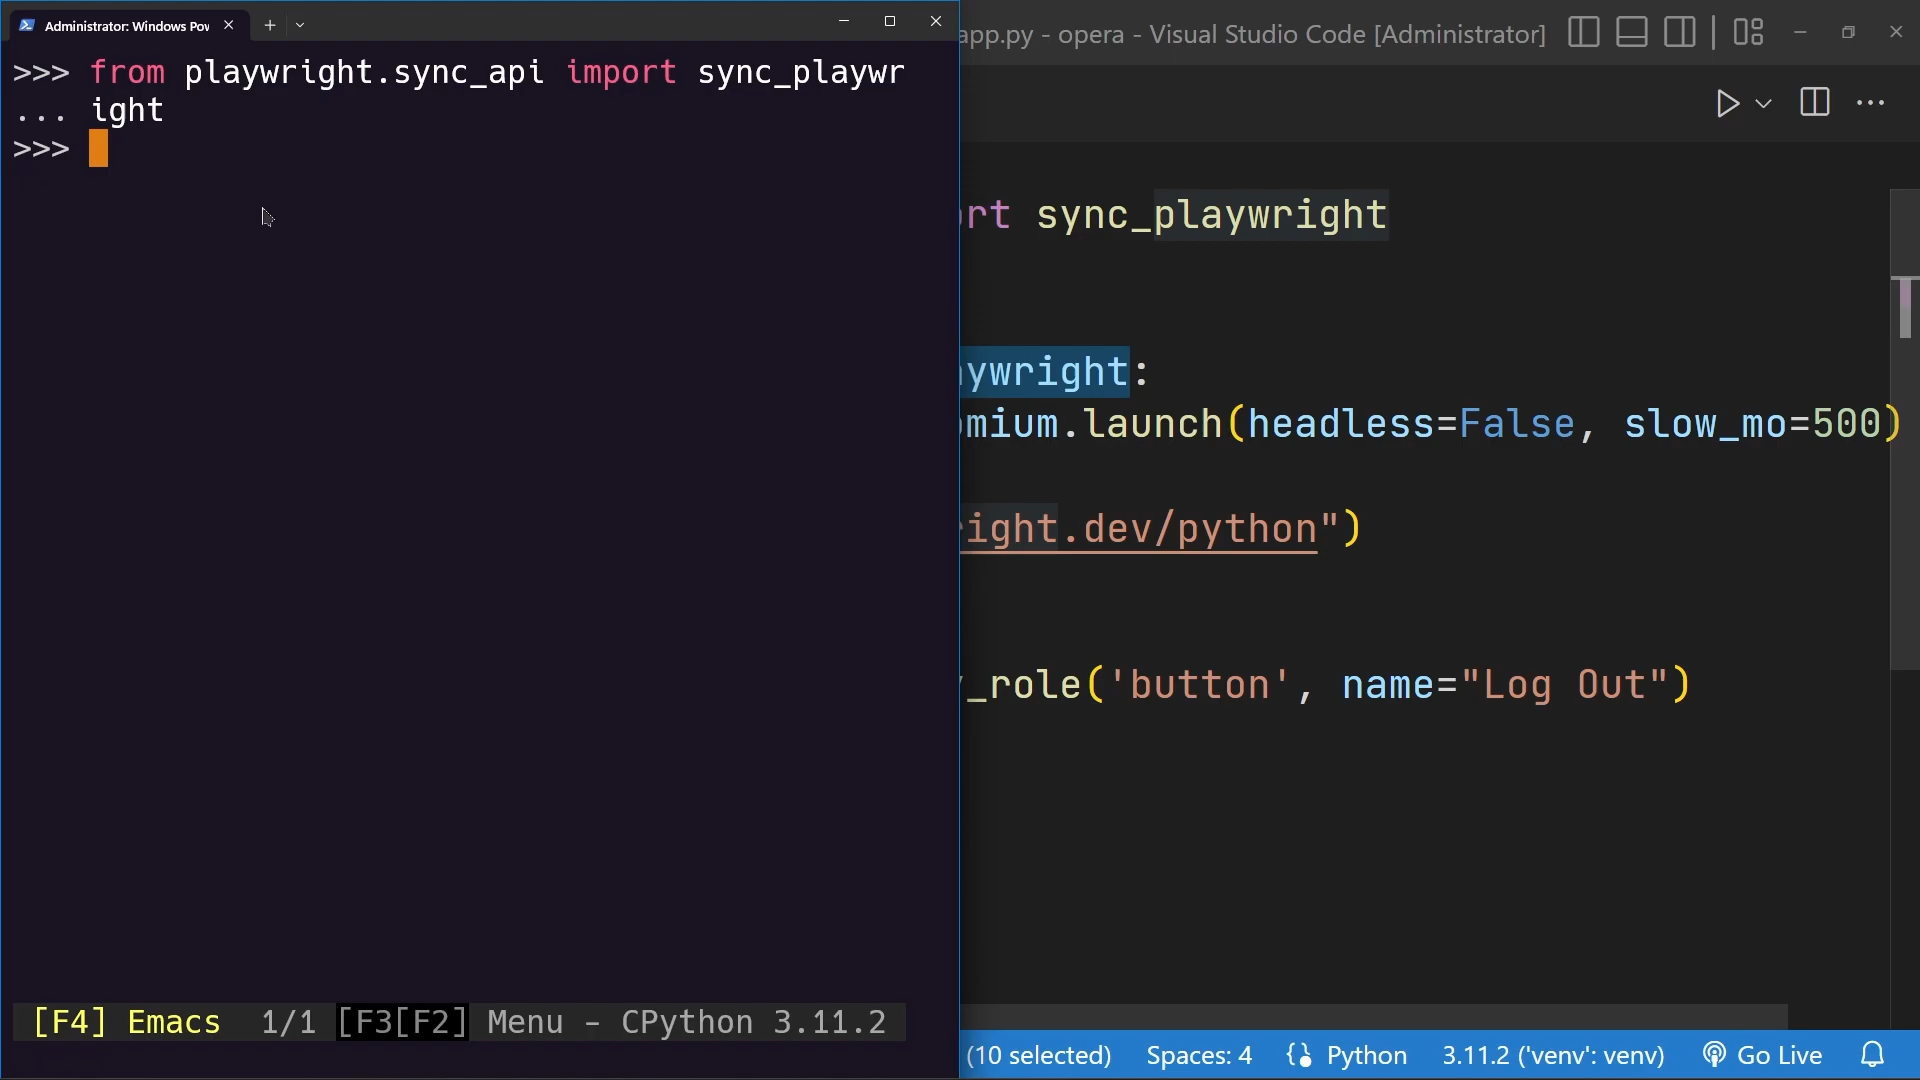 Administrator: Windows Pow
>>> from playwright.sync_api import sync_playwr
... ight
>>>
[F4] Emacs 1/1 [F3[F2] Menu - CPython 3.11.2
app.py - opera - Visual Studio Code [Administrator]
rt sync_playwright
ywright:
mium.launch(headless=False, slow_mo=500)
ight.dev/python")
_role('button', name="Log Out")
(10 selected) Spaces: 4 Python 3.11.2 ('venv': venv) Go Live